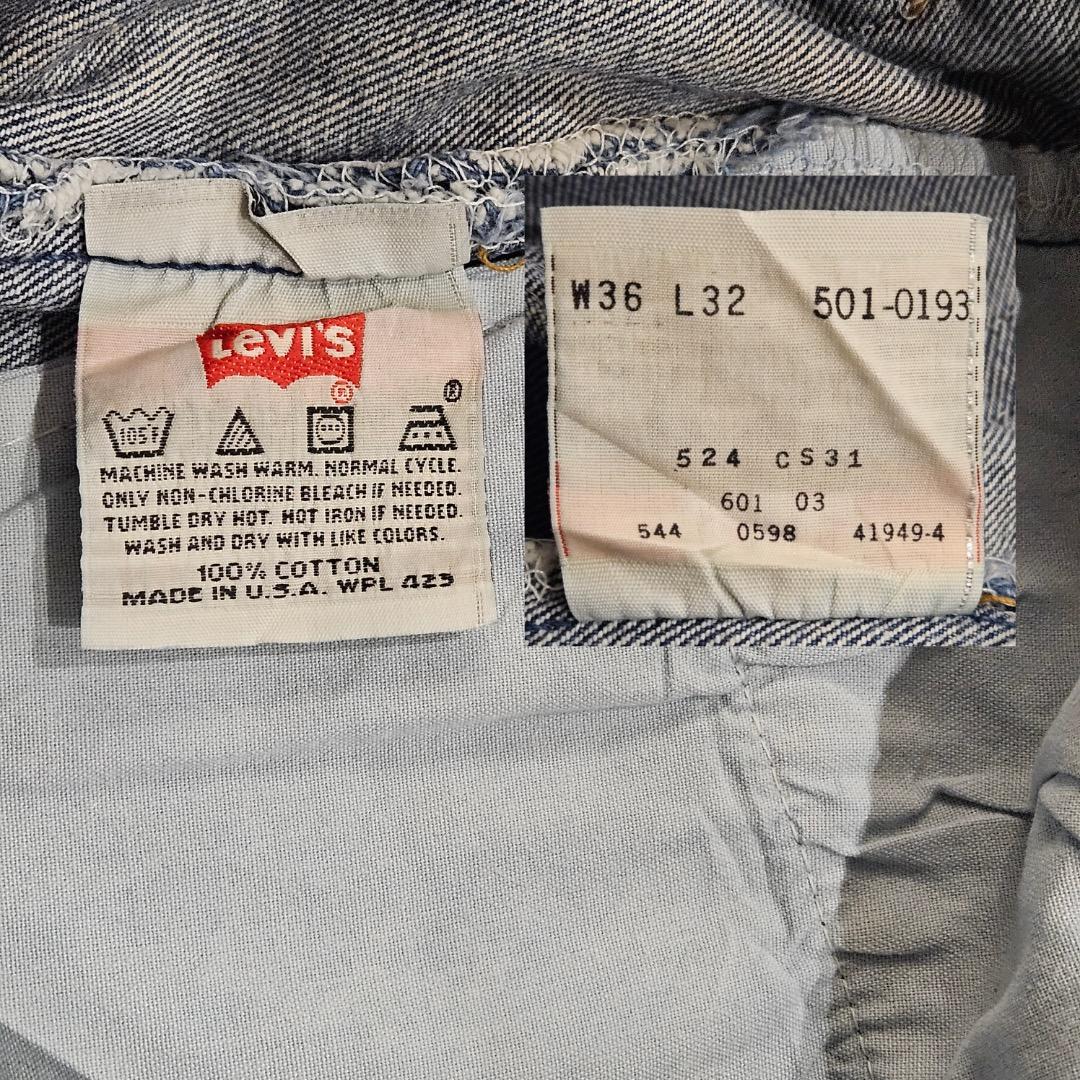 Levi's
®
®
105F
MACHINE WASH WARM. NORMAL CYCLE.
ONLY NON-CHLORINE BLEACH IF NEEDED.
TUMBLE DRY HOT. HOT IRON IF NEEDED.
WASH AND DRY WITH LIKE COLORS.
100% COTTON
MADE IN U.S.A. WPL 423
W36 L32 501-0193
524 CS31
601 03
544 0598 41949-4